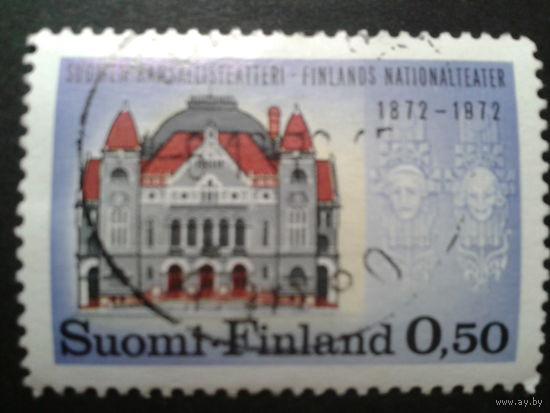 SUOMEN KANSALLISTEATTERI - FINLANDS NATIONALTEATER
1872-1972
Suomi-Finland 0,50
www.ay.by